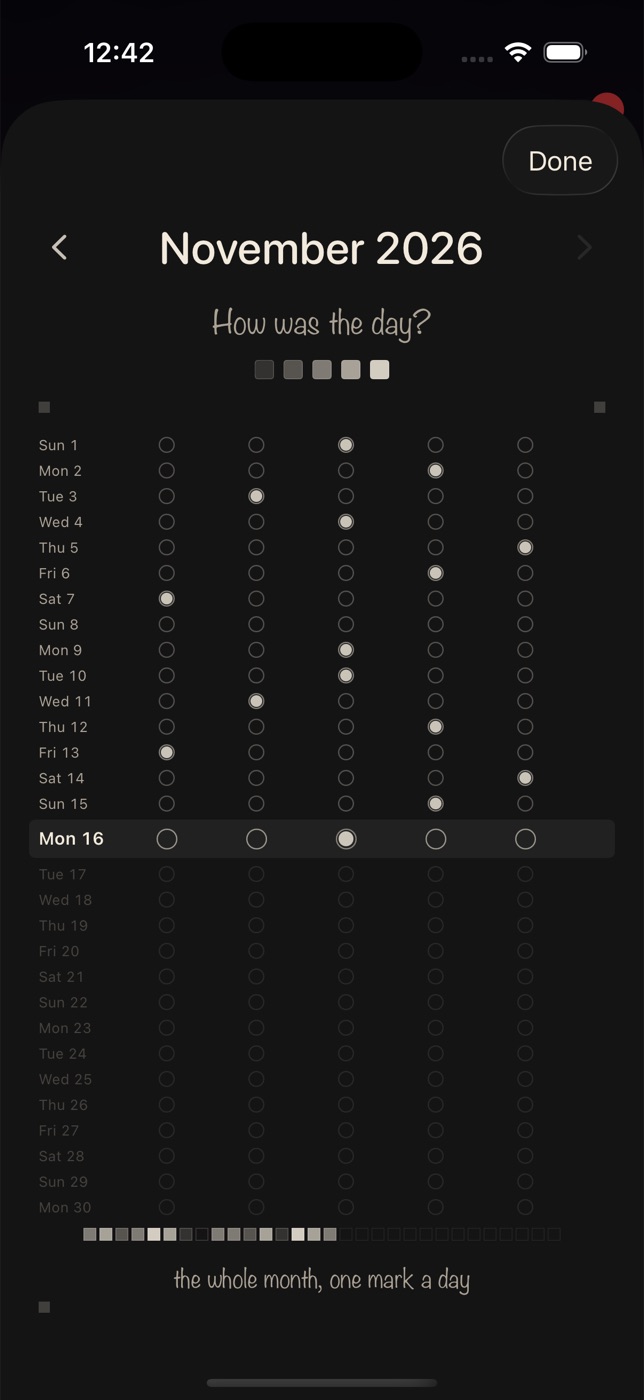 12:42
Done
November 2026
How was the day?
Sun 1
Mon 2
Tue 3
Wed 4
Thu 5
Fri 6
Sat 7
Sun 8
Mon 9
Tue 10
Wed 11
Thu 12
Fri 13
Sat 14
Sun 15
Mon 16
Tue 17
Wed 18
Thu 19
Fri 20
Sat 21
Sun 22
Mon 23
Tue 24
Wed 25
Thu 26
Fri 27
Sat 28
Sun 29
Mon 30
the whole month, one mark a day